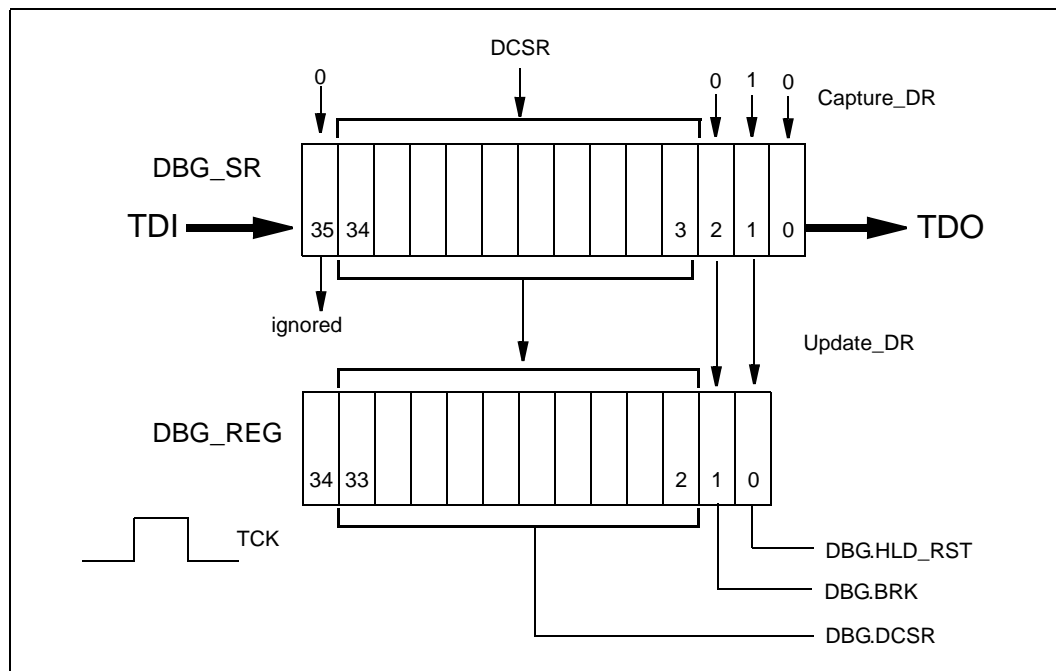 DCSR
0
0 1 0
Capture_DR
DBG_SR
TDI
35 34 3 2 1 0
TDO
ignored
Update_DR
DBG_REG
34 33 2 1 0
TCK
DBG.HLD_RST
DBG.BRK
DBG.DCSR